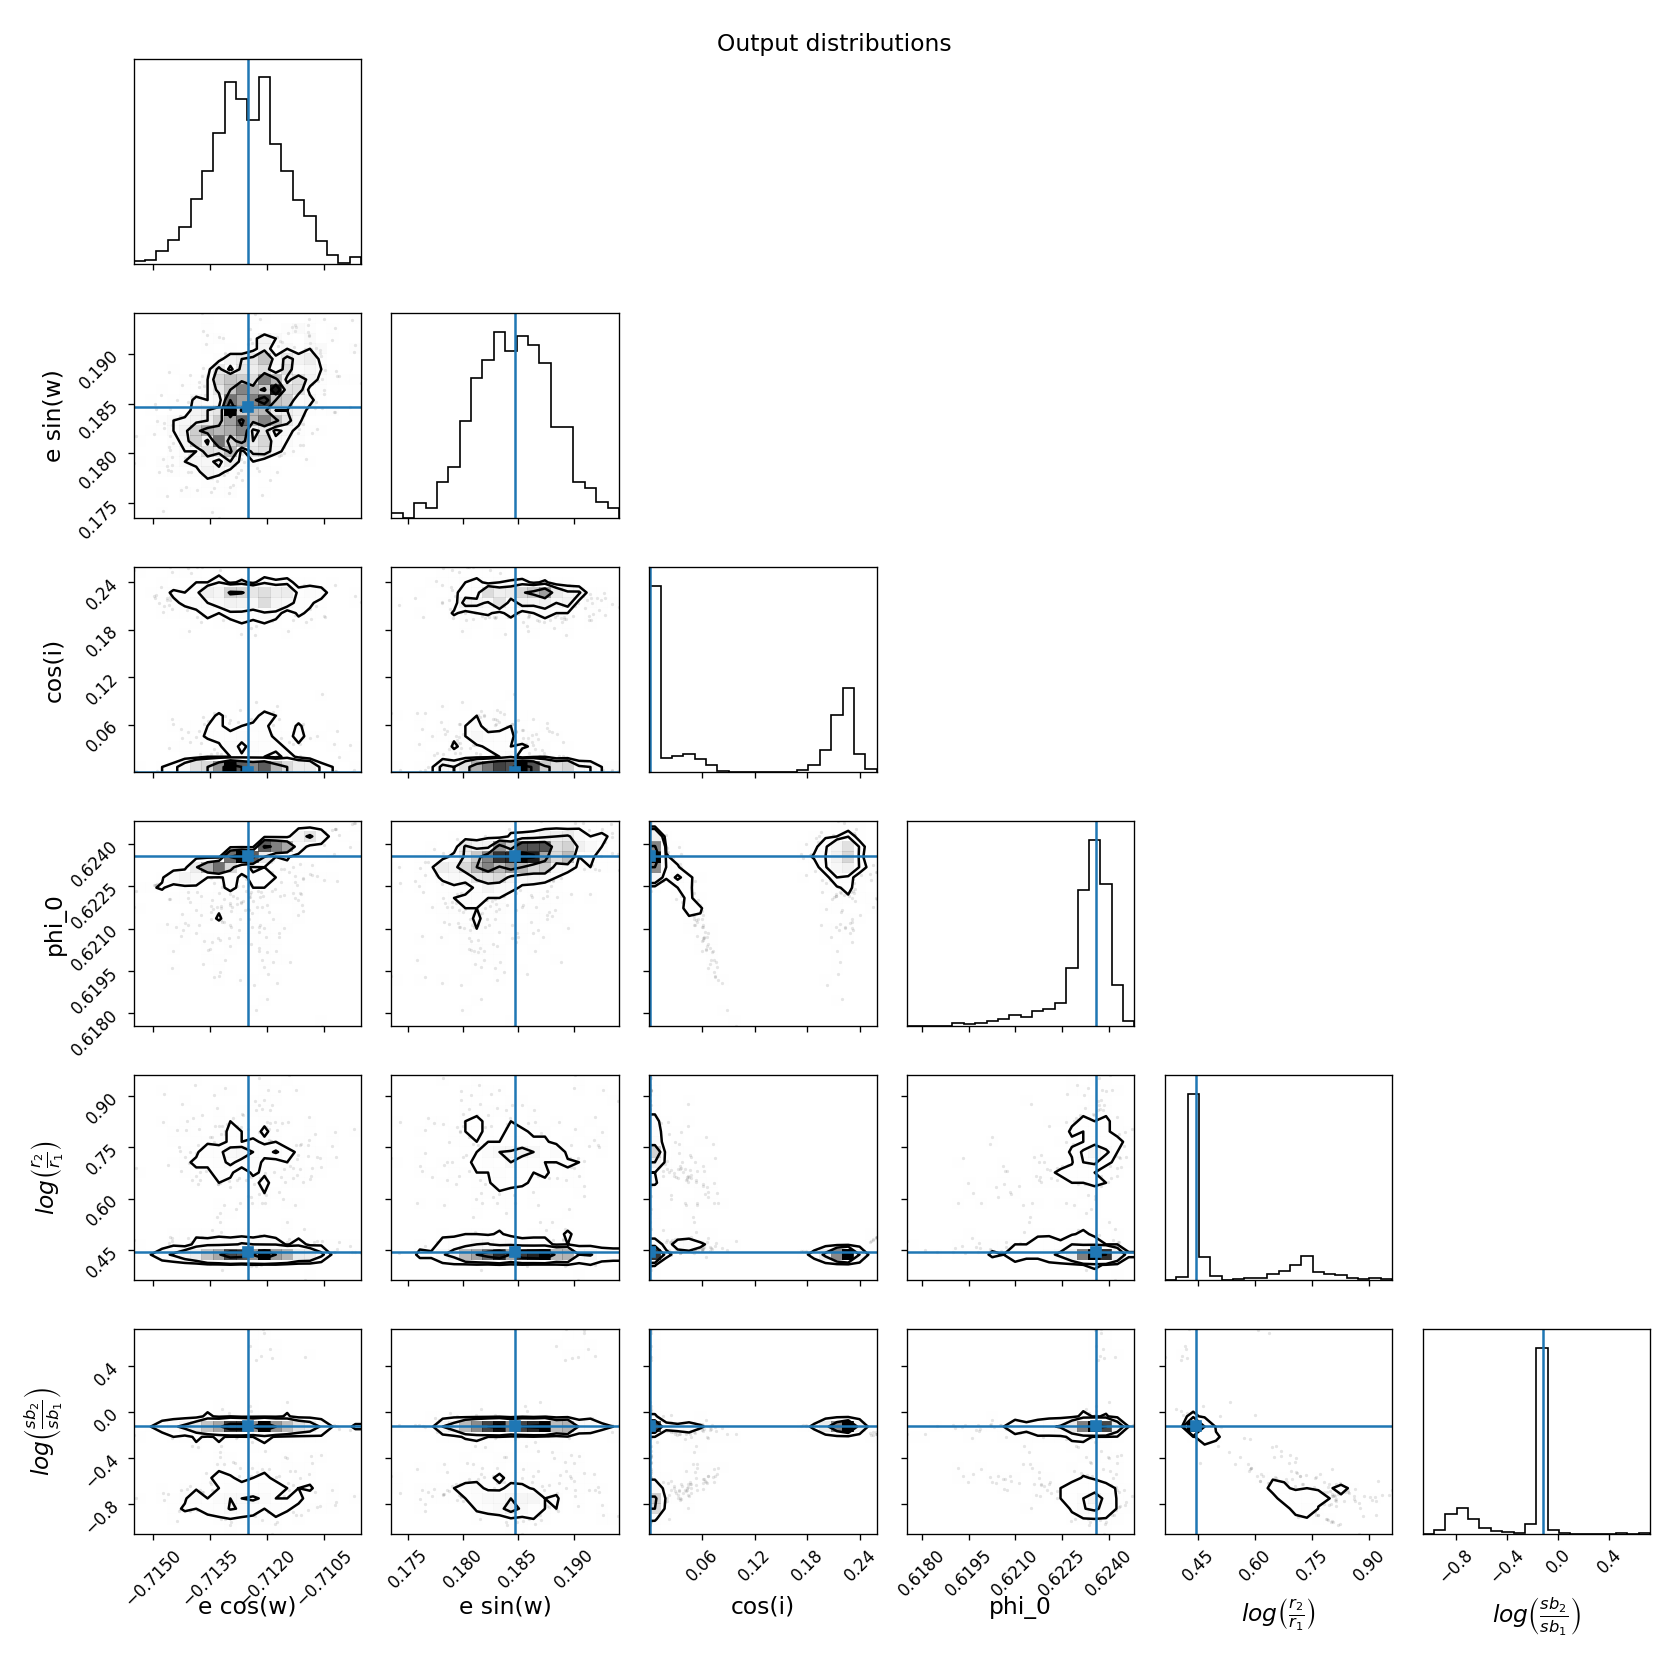 Output distributions
e sin(w)
0.190
0.185
0.180
0.175
cos(i)
0.24
0.18
0.12
0.06
phi_0
0.6240
0.6225
0.6210
0.6195
0.6180
log(r₂/r₁)
0.90
0.75
0.60
0.45
log(sb₂/sb₁)
0.4
0.0
−0.4
−0.8
−0.7150 −0.7135 −0.7120 −0.7105
0.175 0.180 0.185 0.190
0.06 0.12 0.18 0.24
0.6180 0.6195 0.6210 0.6225 0.6240
0.45 0.60 0.75 0.90
−0.8 −0.4 0.0 0.4
e cos(w)
e sin(w)
cos(i)
phi_0
log(r₂/r₁)
log(sb₂/sb₁)